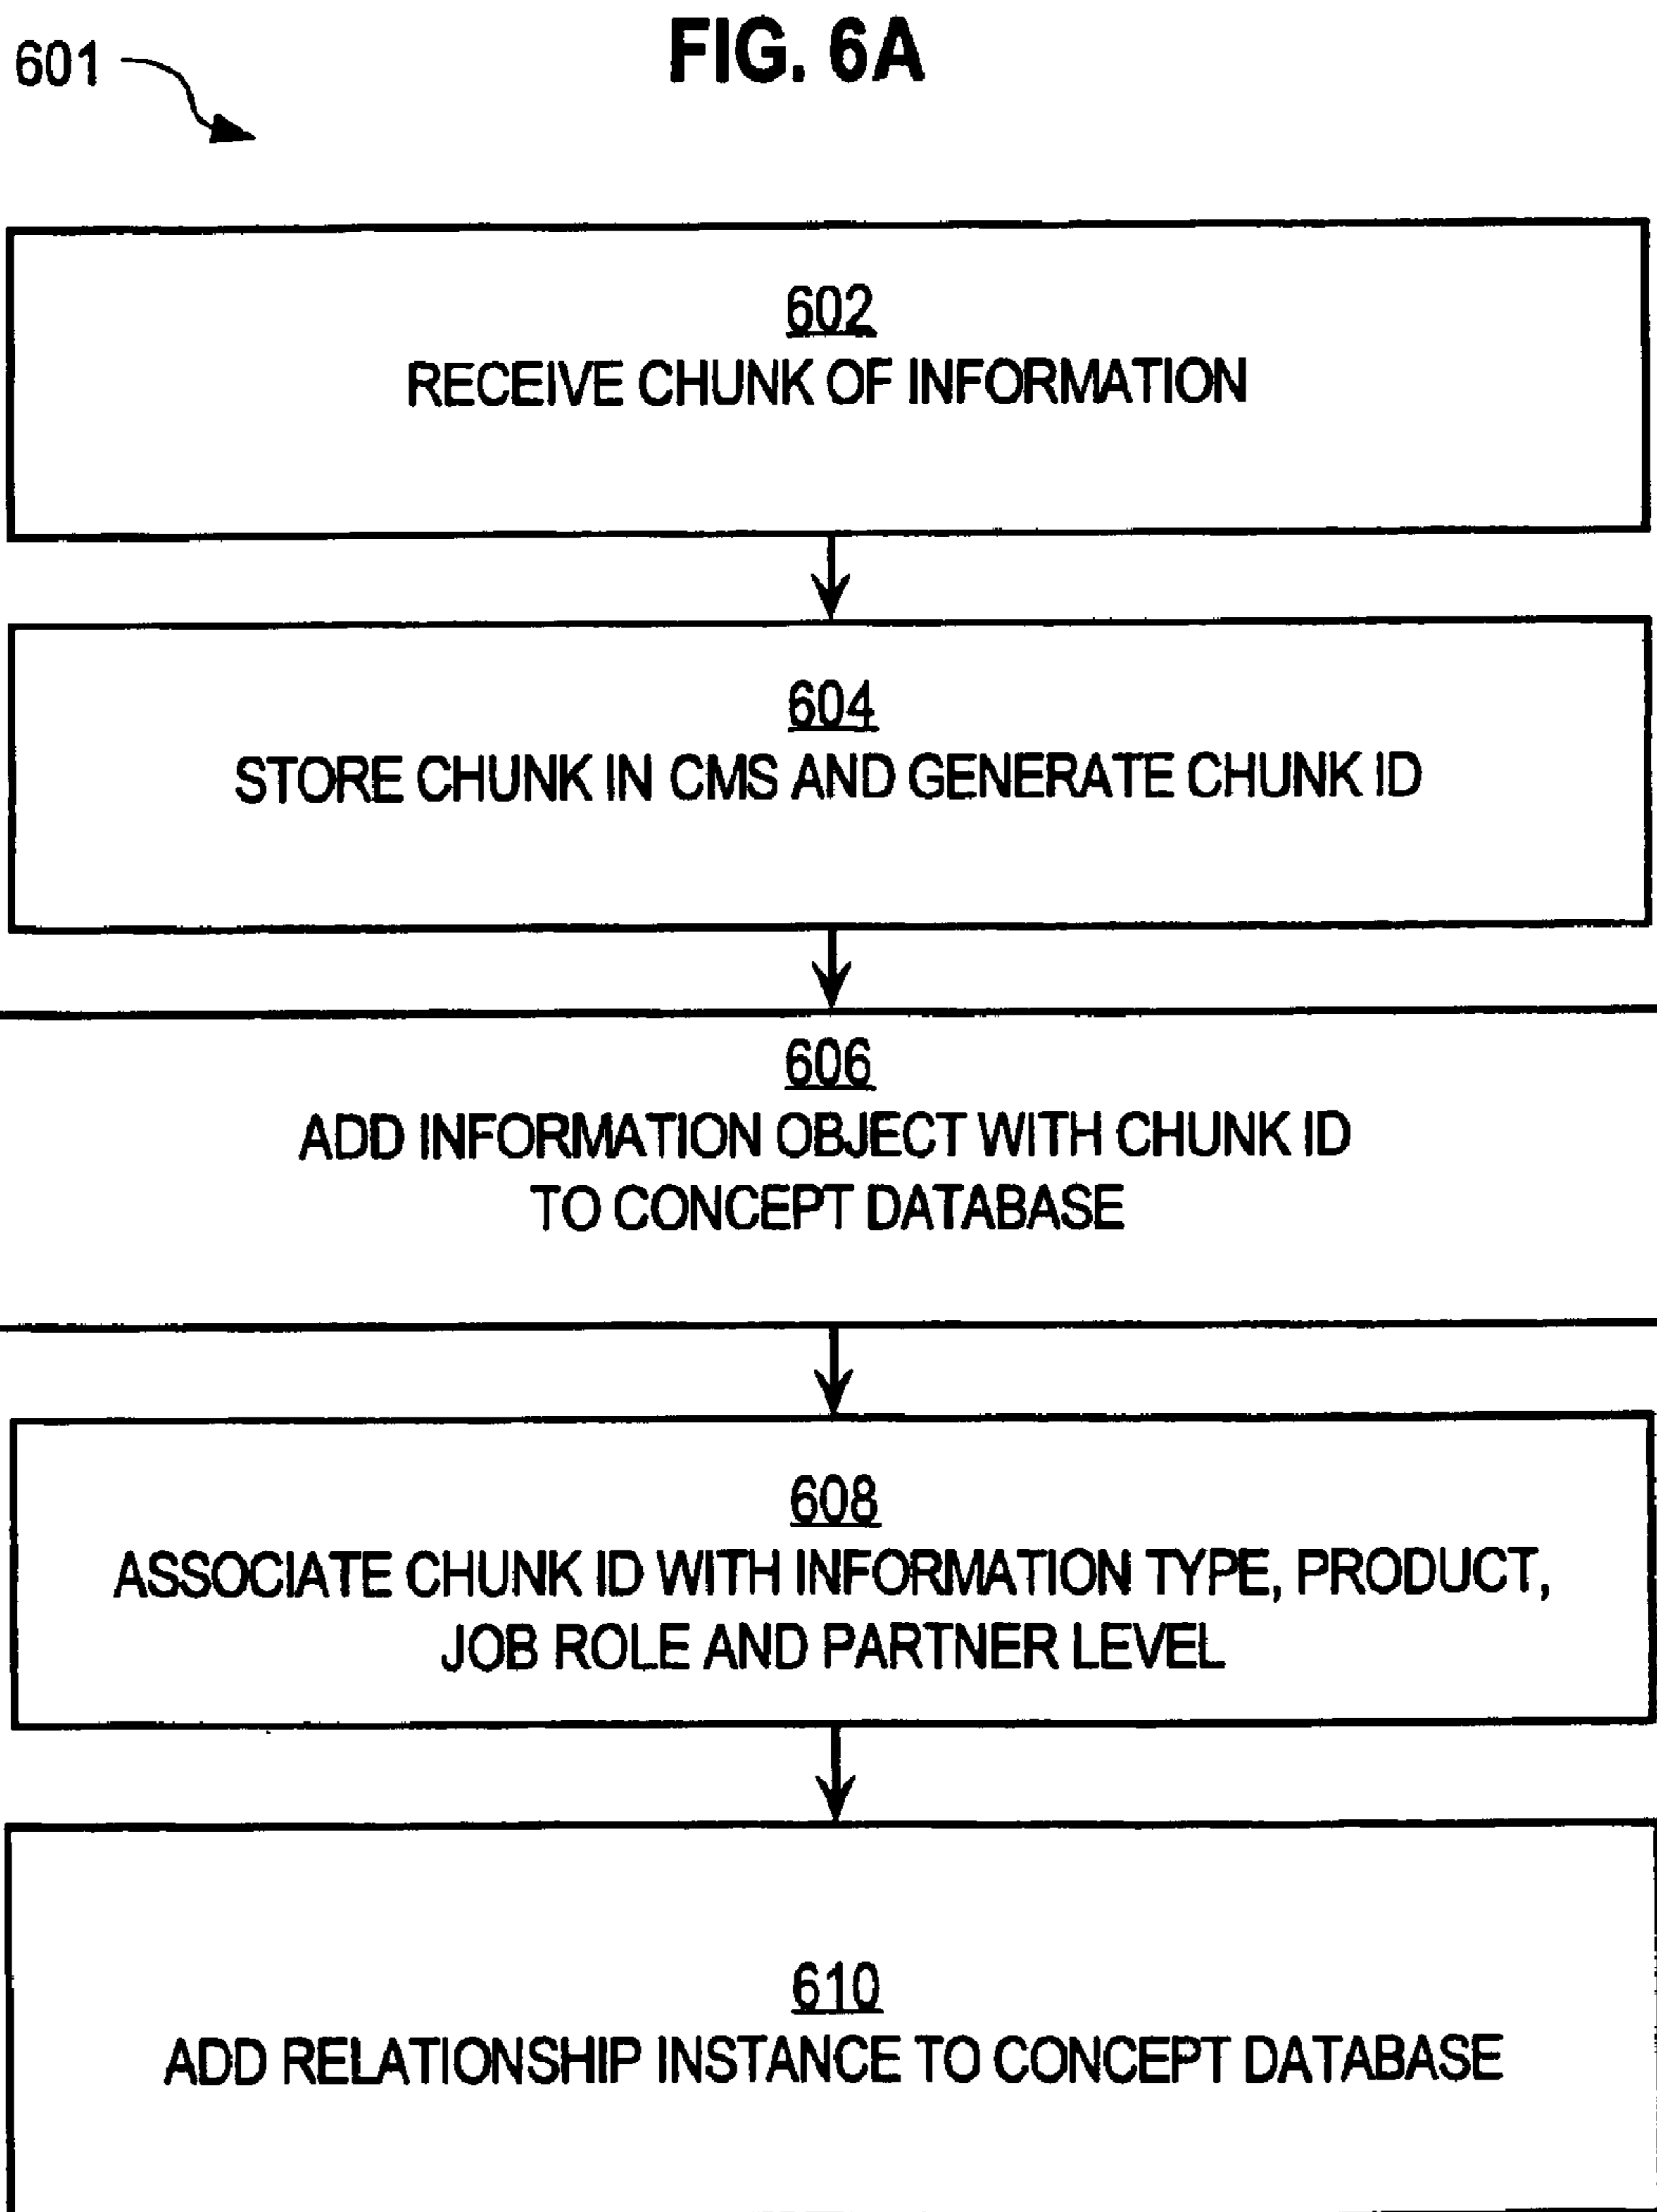 FIG. 6A
601
602
RECEIVE CHUNK OF INFORMATION
604
STORE CHUNK IN CMS AND GENERATE CHUNK ID
606
ADD INFORMATION OBJECT WITH CHUNK ID
TO CONCEPT DATABASE
608
ASSOCIATE CHUNK ID WITH INFORMATION TYPE, PRODUCT,
JOB ROLE AND PARTNER LEVEL
610
ADD RELATIONSHIP INSTANCE TO CONCEPT DATABASE